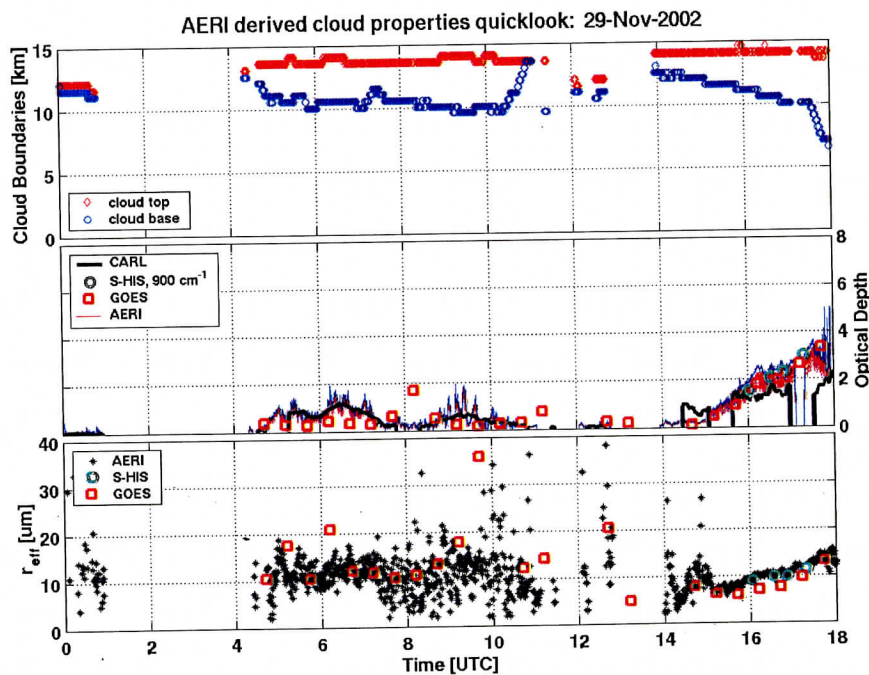 AERI derived cloud properties quicklook: 29-Nov-2002
Cloud Boundaries [km]
15
10
5
0
cloud top
cloud base
CARL
S-HIS, 900 cm⁻¹
GOES
AERI
8
6
4
2
0
Optical Depth
r_eff [um]
40
30
20
10
0
AERI
S-HIS
GOES
0 2 4 6 8 10 12 14 16 18
Time [UTC]